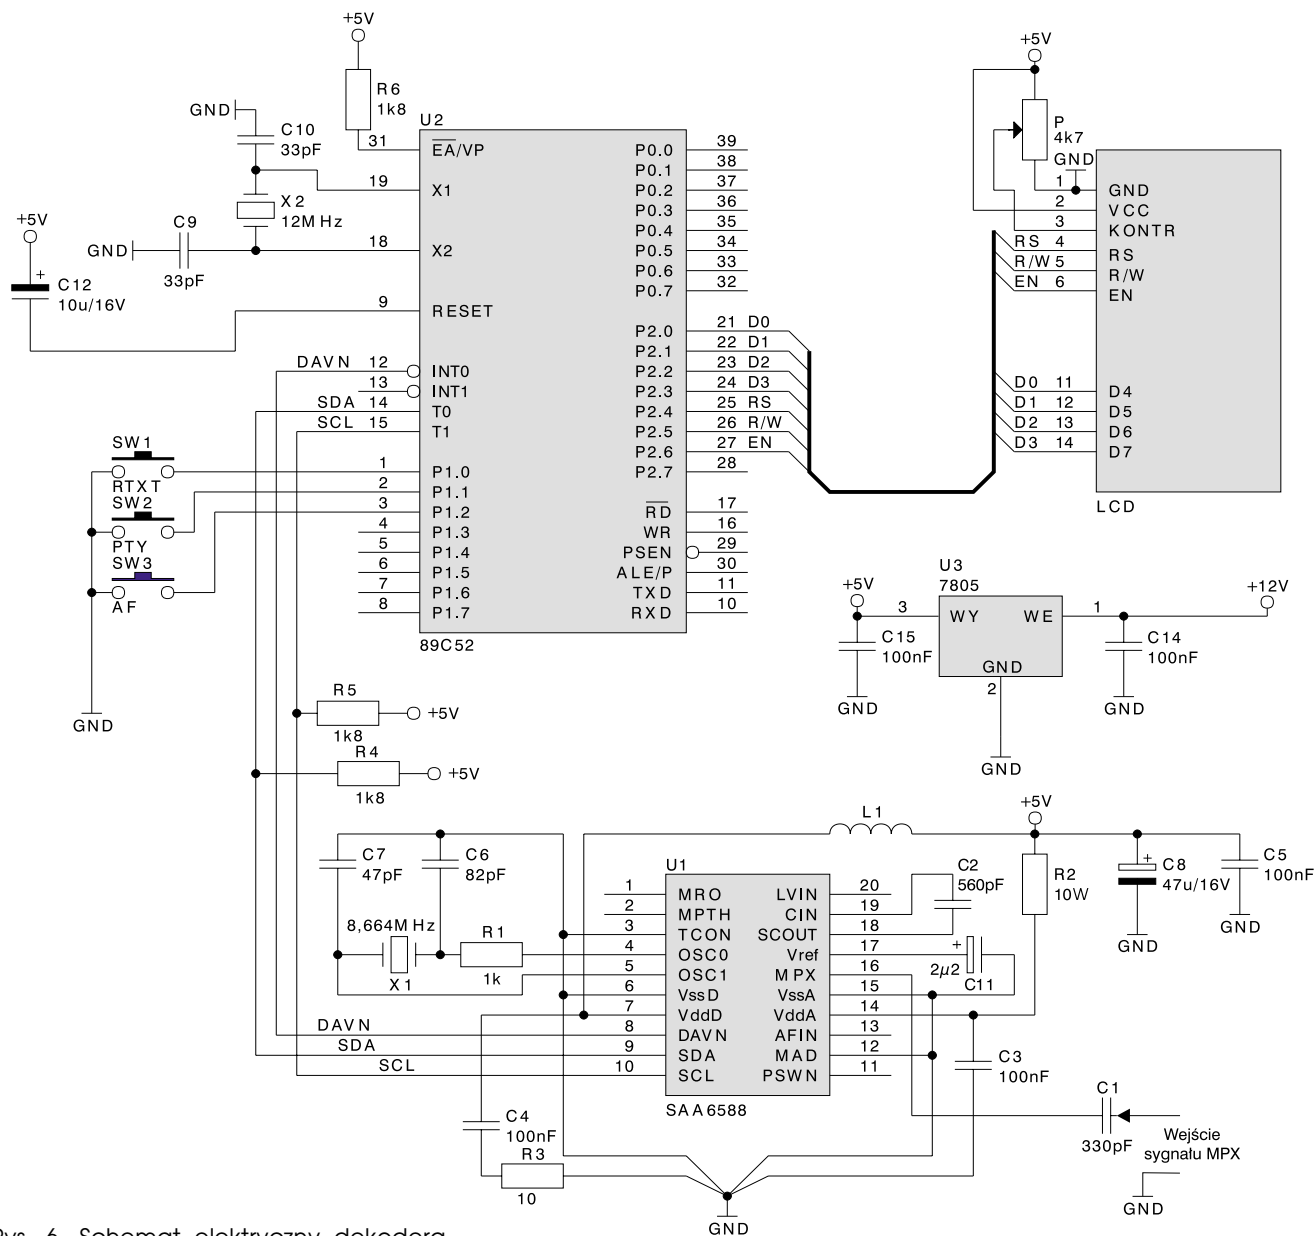 +5V
R6
1k8
GND
C10
33pF
X2
12MHz
C9
33pF
GND
+5V
+
C12
10u/16V
U2
31
EA/VP
19
X1
18
X2
9
RESET
DAVN 12
INT0
13
INT1
SDA 14
T0
SCL 15
T1
1
P1.0
2
P1.1
3
P1.2
4
P1.3
5
P1.4
6
P1.5
7
P1.6
8
P1.7
P0.0 39
P0.1 38
P0.2 37
P0.3 36
P0.4 35
P0.5 34
P0.6 33
P0.7 32
P2.0 21 D0
P2.1 22 D1
P2.2 23 D2
P2.3 24 D3
P2.4 25 RS
P2.5 26 R/W
P2.6 27 EN
P2.7 28
RD 17
WR 16
PSEN 29
ALE/P 30
TXD 11
RXD 10
89C52
SW1
RTXT
SW2
PTY
SW3
AF
GND
+5V
P
4k7
GND
1
GND
2
VCC
3
KONTR
RS 4
RS
R/W 5
R/W
EN 6
EN
D0 11
D4
D1 12
D5
D2 13
D6
D3 14
D7
LCD
U3
7805
+5V
3
WY
WE
1
+12V
C15
100nF
GND
GND
2
GND
C14
100nF
GND
R5
1k8
+5V
R4
1k8
+5V
C7
47pF
C6
82pF
8,664MHz
X1
R1
1k
L1
+5V
U1
1 MRO
2 MPTH
3 TCON
4 OSC0
5 OSC1
6 VssD
7 VddD
DAVN 8 DAVN
SDA 9 SDA
SCL 10 SCL
LVIN 20
CIN 19
SCOUT 18
Vref 17
MPX 16
VssA 15
VddA 14
AFIN 13
MAD 12
PSWN 11
SAA6588
C2
560pF
+
2µ2
C11
R2
10W
+
C8
47u/16V
GND
C5
100nF
GND
C3
100nF
C1
330pF
Wejście
sygnału MPX
GND
C4
100nF
R3
10
GND
Rys. 6. Schemat elektryczny dekodera